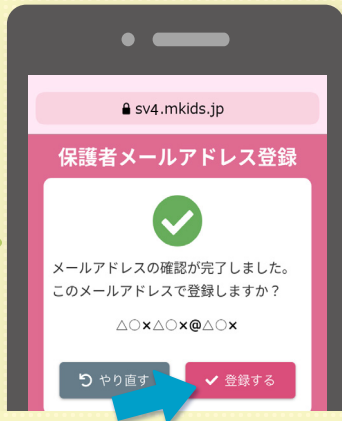 sv4.mkids.jp
保護者メールアドレス登録
メールアドレスの確認が完了しました。
このメールアドレスで登録しますか？
△○×△○×@△○×
やり直す
登録する